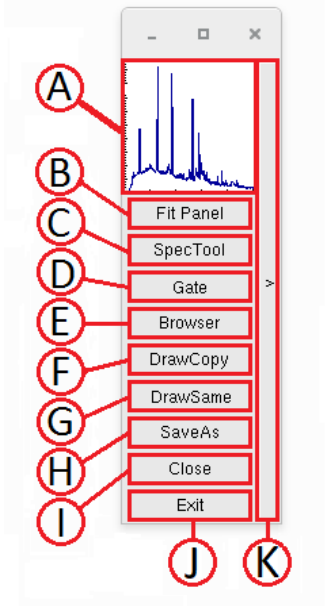 A
B
Fit Panel
C
SpecTool
D
Gate
>
E
Browser
F
DrawCopy
G
DrawSame
H
SaveAs
I
Close
Exit
J
K